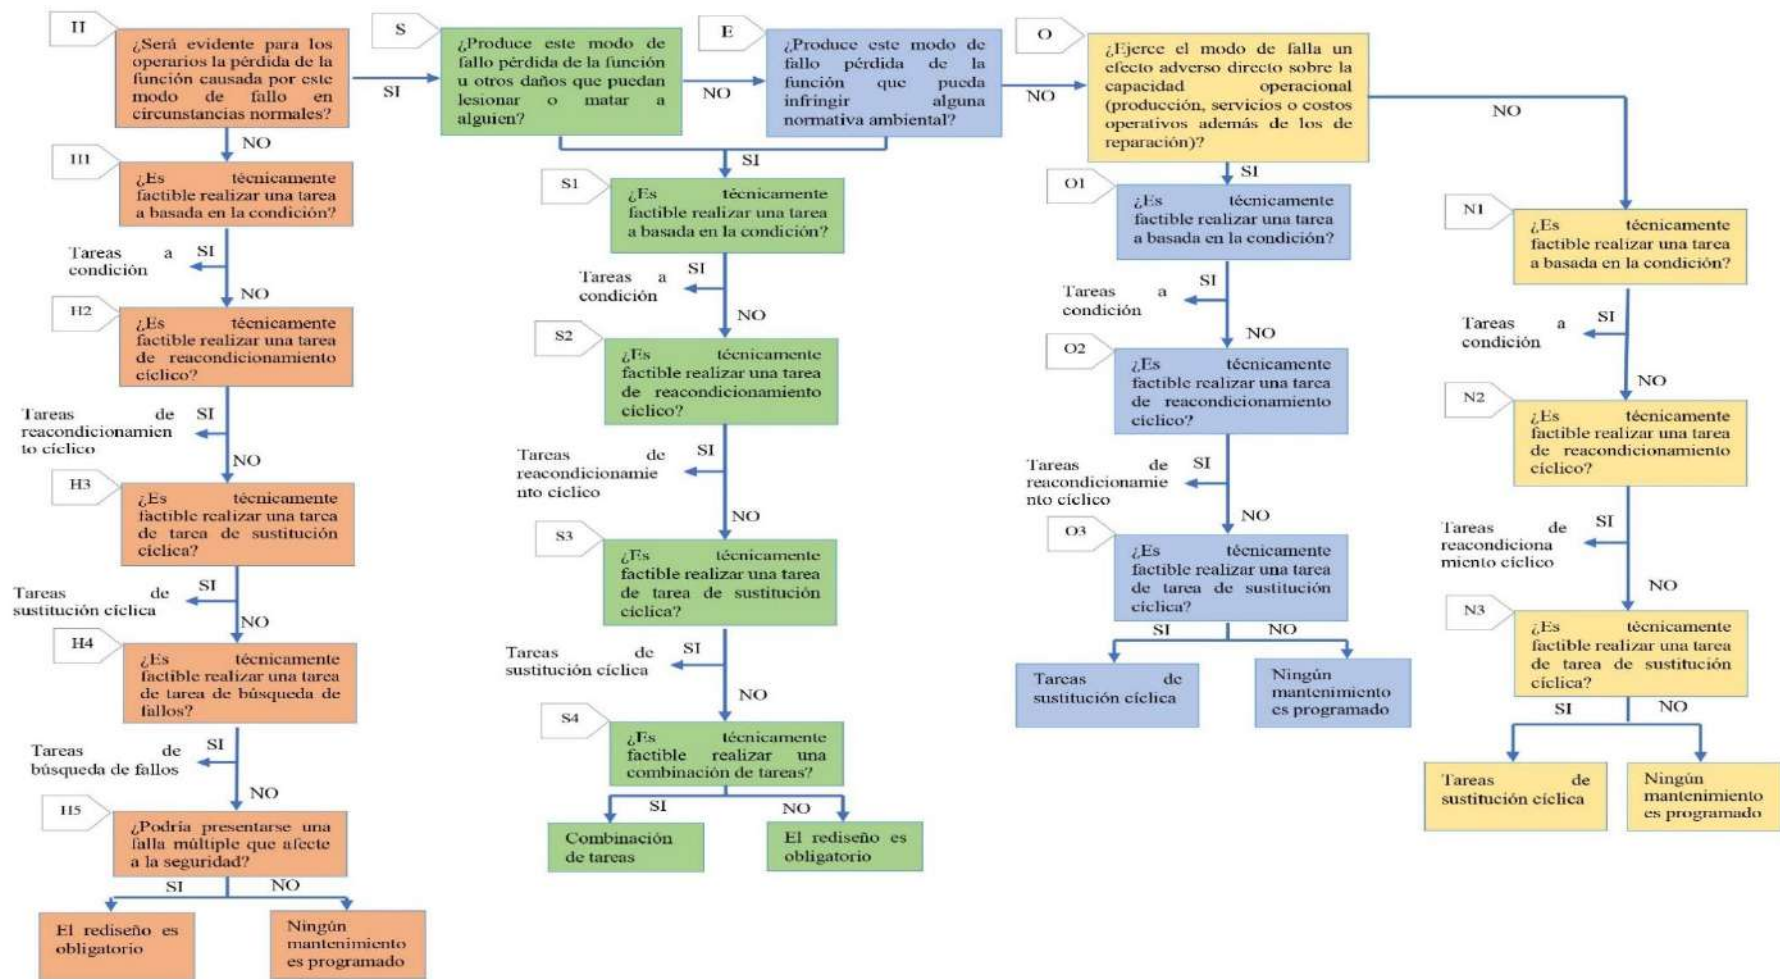 H
¿Será evidente para los
operarios la pérdida de la
función causada por este
modo de fallo en
circunstancias normales?
SI
NO
S
¿Produce este modo de
fallo pérdida de la función
u otros daños que puedan
lesionar o matar a
alguien?
NO
E
¿Produce este modo de
fallo pérdida de la
función que pueda
infringir alguna
normativa ambiental?
NO
SI
O
¿Ejerce el modo de falla un
efecto adverso directo sobre la
capacidad operacional
(producción, servicios o costos
operativos además de los de
reparación)?
NO
SI
H1
¿Es técnicamente
factible realizar una tarea
a basada en la condición?
Tareas a
condición
SI
NO
H2
¿Es técnicamente
factible realizar una tarea
de reacondicionamiento
cíclico?
Tareas de
reacondicionamien
to cíclico
SI
NO
H3
¿Es técnicamente
factible realizar una tarea
de tarea de sustitución
cíclica?
Tareas de
sustitución cíclica
SI
NO
H4
¿Es técnicamente
factible realizar una tarea
de tarea de búsqueda de
fallos?
Tareas de
búsqueda de fallos
SI
NO
H5
¿Podría presentarse una
falla múltiple que afecte
a la seguridad?
SI
NO
El rediseño es
obligatorio
Ningún
mantenimiento
es programado
S1
¿Es técnicamente
factible realizar una tarea
a basada en la condición?
Tareas a
condición
SI
NO
S2
¿Es técnicamente
factible realizar una tarea
de reacondicionamiento
cíclico?
Tareas de
reacondicionamie
nto cíclico
SI
NO
S3
¿Es técnicamente
factible realizar una tarea
de tarea de sustitución
cíclica?
Tareas de
sustitución cíclica
SI
NO
S4
¿Es técnicamente
factible realizar una
combinación de tareas?
SI
NO
Combinación
de tareas
El rediseño es
obligatorio
O1
¿Es técnicamente
factible realizar una tarea
a basada en la condición?
Tareas a
condición
SI
NO
O2
¿Es técnicamente
factible realizar una tarea
de reacondicionamiento
cíclico?
Tareas de
reacondicionamie
nto cíclico
SI
NO
O3
¿Es técnicamente
factible realizar una tarea
de tarea de sustitución
cíclica?
SI
NO
Tareas de
sustitución cíclica
Ningún
mantenimiento
es programado
N1
¿Es técnicamente
factible realizar una tarea
a basada en la condición?
Tareas a
condición
SI
NO
N2
¿Es técnicamente
factible realizar una tarea
de reacondicionamiento
cíclico?
Tareas de
reacondiciona
miento cíclico
SI
NO
N3
¿Es técnicamente
factible realizar una tarea
de tarea de sustitución
cíclica?
SI
NO
Tareas de
sustitución cíclica
Ningún
mantenimiento
es programado